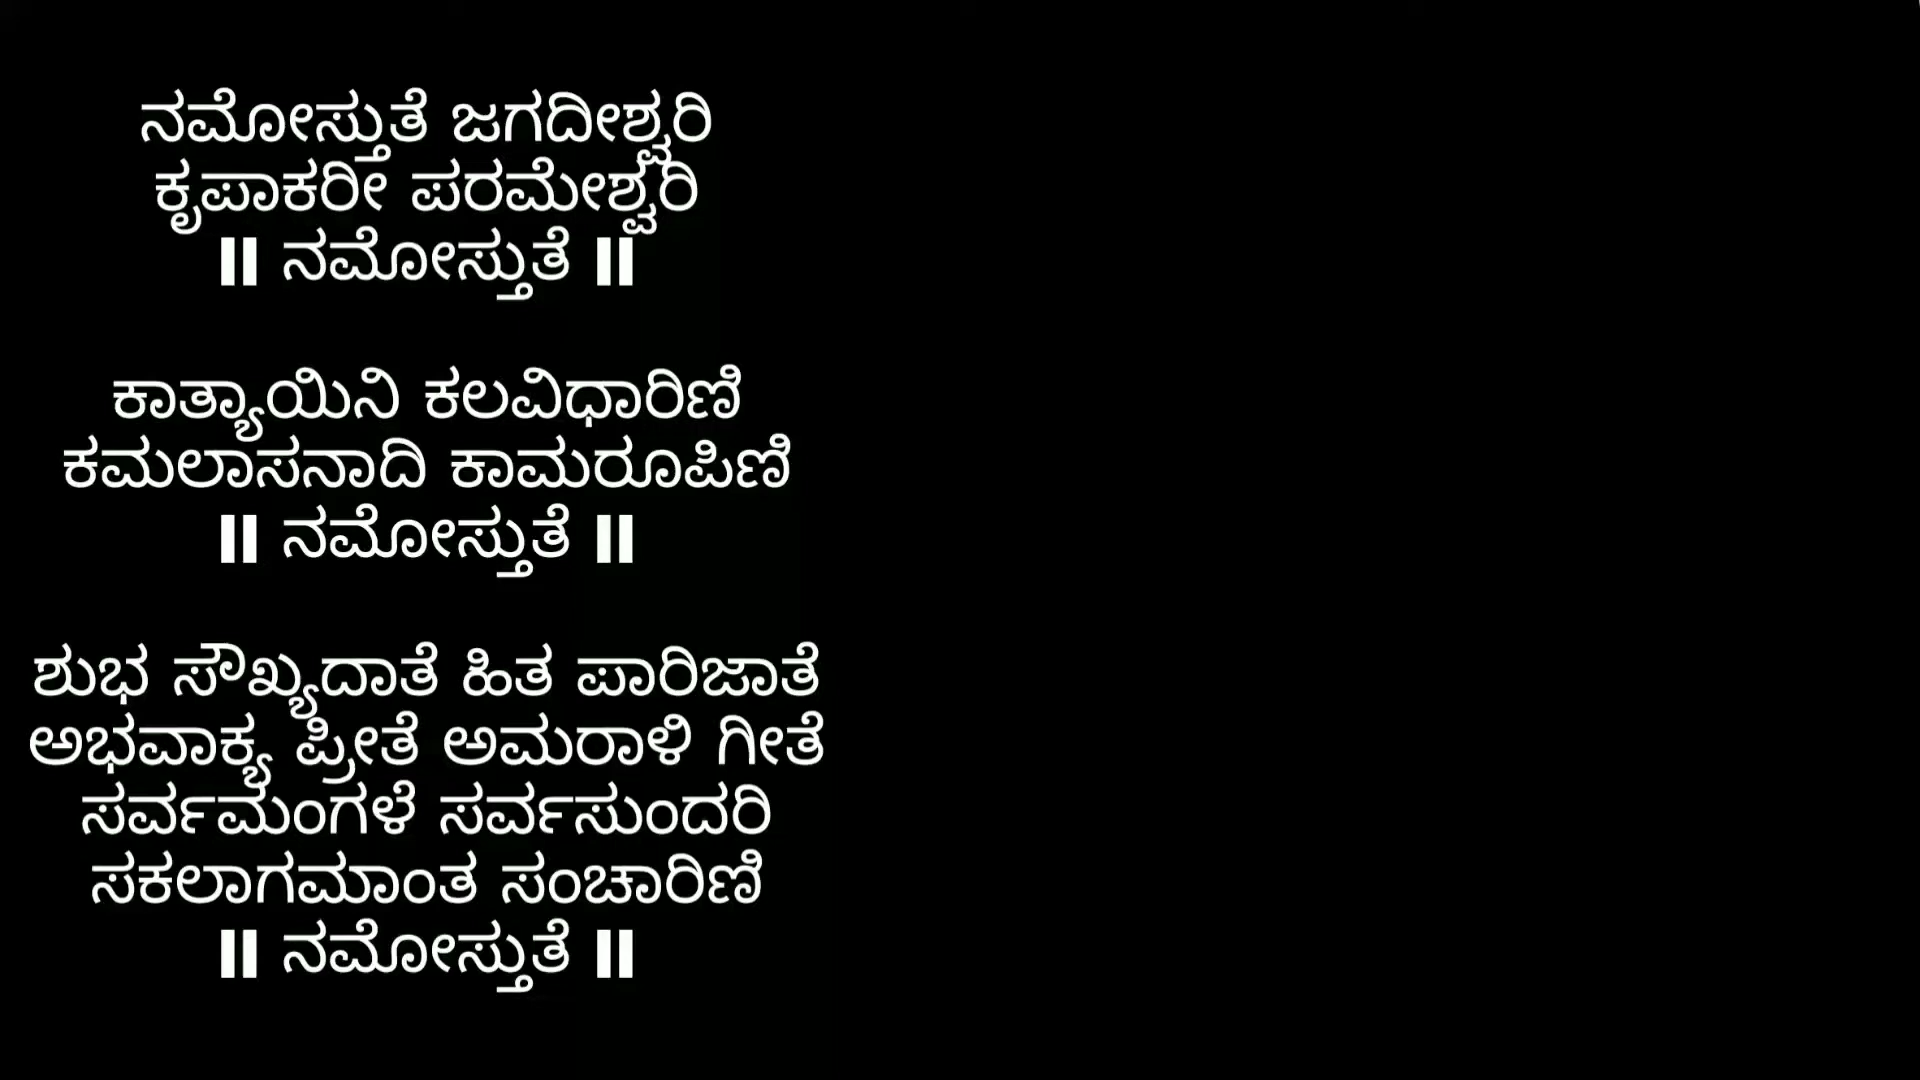 ನಮೋಸ್ತುತೆ ಜಗದೀಶ್ವರಿ
ಕೃಪಾಕರೀ ಪರಮೇಶ್ವರಿ
॥ ನಮೋಸ್ತುತೆ ॥
ಕಾತ್ಯಾಯಿನಿ ಕಲವಿಧಾರಿಣಿ
ಕಮಲಾಸನಾದಿ ಕಾಮರೂಪಿಣಿ
॥ ನಮೋಸ್ತುತೆ ॥
ಶುಭ ಸೌಖ್ಯದಾತೆ ಹಿತ ಪಾರಿಜಾತೆ
ಅಭವಾಕ್ಯ ಪ್ರೀತೆ ಅಮರಾಳಿ ಗೀತೆ
ಸರ್ವಮಂಗಳೆ ಸರ್ವಸುಂದರಿ
ಸಕಲಾಗಮಾಂತ ಸಂಚಾರಿಣಿ
॥ ನಮೋಸ್ತುತೆ ॥